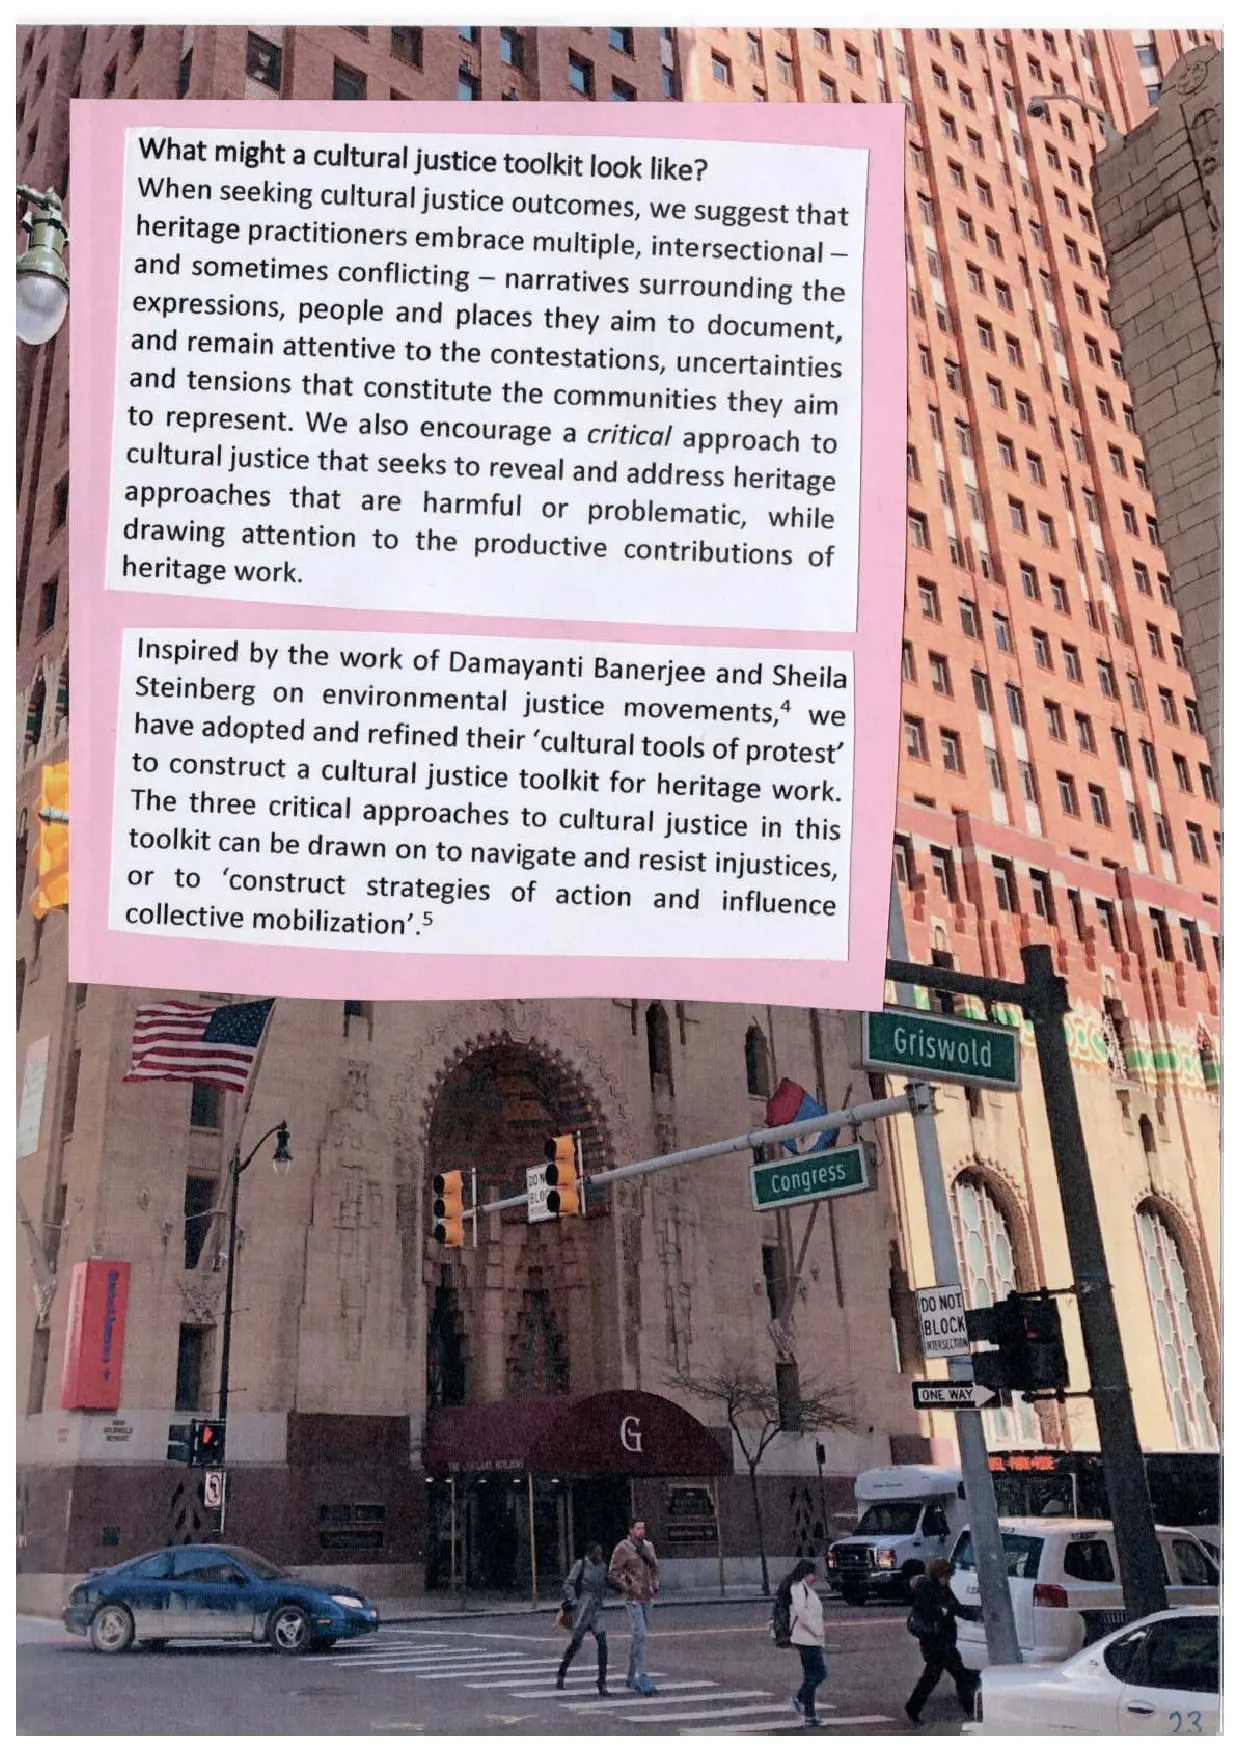 What might a cultural justice toolkit look like?
When seeking cultural justice outcomes, we suggest that
heritage practitioners embrace multiple, intersectional –
and sometimes conflicting – narratives surrounding the
expressions, people and places they aim to document,
and remain attentive to the contestations, uncertainties
and tensions that constitute the communities they aim
to represent. We also encourage a critical approach to
cultural justice that seeks to reveal and address heritage
approaches that are harmful or problematic, while
drawing attention to the productive contributions of
heritage work.
Inspired by the work of Damayanti Banerjee and Sheila
Steinberg on environmental justice movements,⁴ we
have adopted and refined their ‘cultural tools of protest’
to construct a cultural justice toolkit for heritage work.
The three critical approaches to cultural justice in this
toolkit can be drawn on to navigate and resist injustices,
or to ‘construct strategies of action and influence
collective mobilization’.⁵
Griswold
Congress
DO NOT
BLOCK
INTERSECTION
ONE WAY
G
23